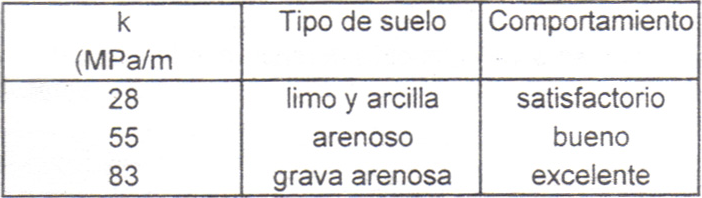 k Tipo de suelo Comportamiento
(MPa/m
28 limo y arcilla satisfactorio
55 arenoso bueno
83 grava arenosa excelente